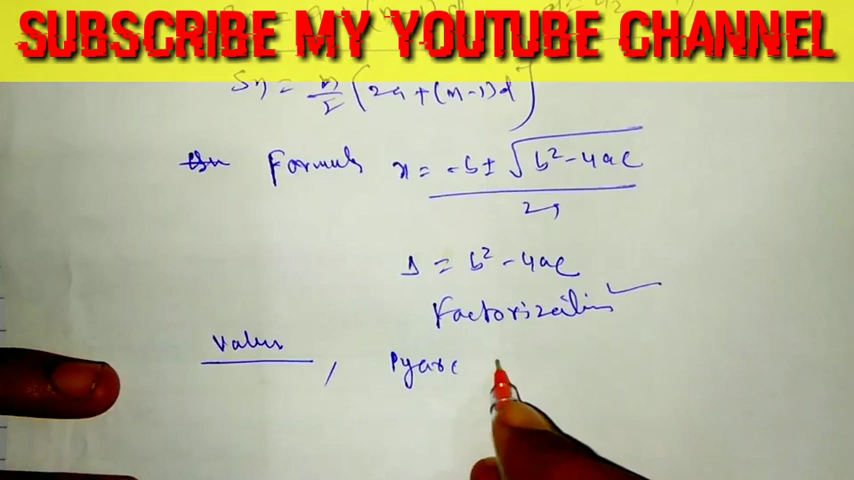 SUBSCRIBE MY YOUTUBE CHANNEL
Sn = n/2 (2a + (n-1)d]
Formula x = -b ± √b² - 4ac / 2a
Δ = b² - 4ac
Factorization
Value, Pyare